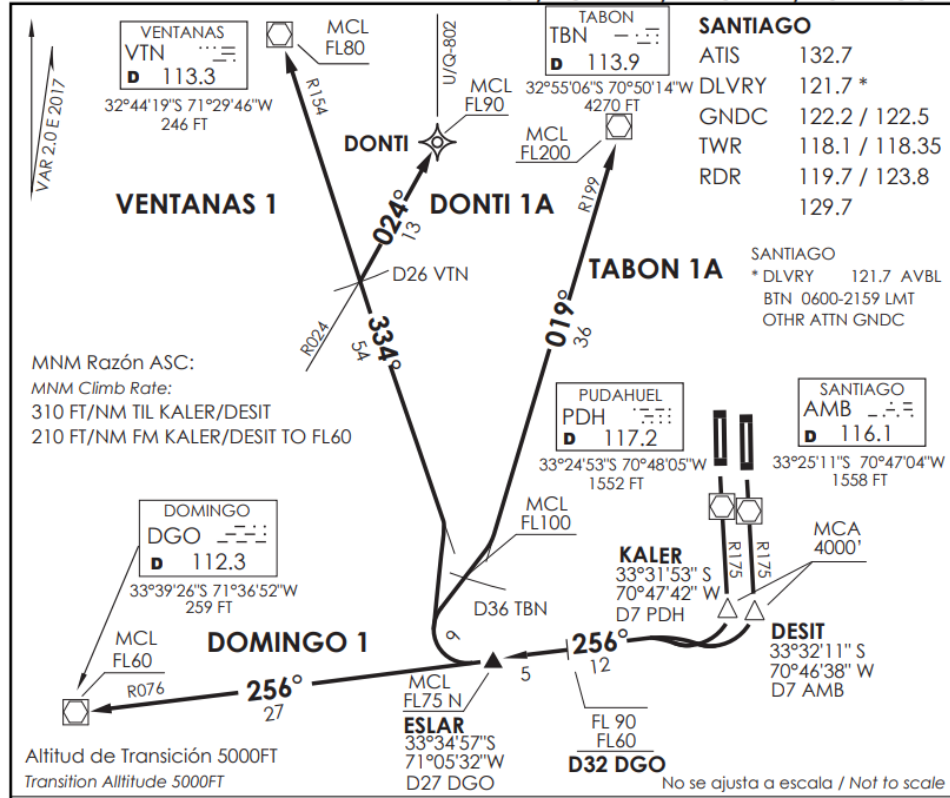 VENTANAS
VTN
D 113.3
32°44'19"S 71°29'46"W
246 FT
MCL
FL80
U/Q-802
MCL
FL90
TABON
TBN
D 113.9
32°55'06"S 70°50'14"W
4270 FT
MCL
FL200
SANTIAGO
ATIS 132.7
DLVRY 121.7 *
GNDC 122.2 / 122.5
TWR 118.1 / 118.35
RDR 119.7 / 123.8
129.7
VAR 2.0 E 2017
R154
DONTI
VENTANAS 1
024°
13
DONTI 1A
R199
TABON 1A
SANTIAGO
* DLVRY 121.7 AVBL
BTN 0600-2159 LMT
OTHR ATTN GNDC
D26 VTN
R024
334°
54
019°
36
MNM Razón ASC:
MNM Climb Rate:
310 FT/NM TIL KALER/DESIT
210 FT/NM FM KALER/DESIT TO FL60
PUDAHUEL
PDH
D 117.2
33°24'53"S 70°48'05"W
1552 FT
SANTIAGO
AMB
D 116.1
33°25'11"S 70°47'04"W
1558 FT
DOMINGO
DGO
D 112.3
33°39'26"S 71°36'52"W
259 FT
MCL
FL100
D36 TBN
KALER
33°31'53" S
70°47'42" W
D7 PDH
R175
R175
MCA
4000'
DESIT
33°32'11" S
70°46'38" W
D7 AMB
MCL
FL60
DOMINGO 1
R076
256°
27
9
5
256°
12
MCL
FL75 N
ESLAR
33°34'57"S
71°05'32"W
D27 DGO
FL 90
FL60
D32 DGO
Altitud de Transición 5000FT
Transition Alltitude 5000FT
No se ajusta a escala / Not to scale